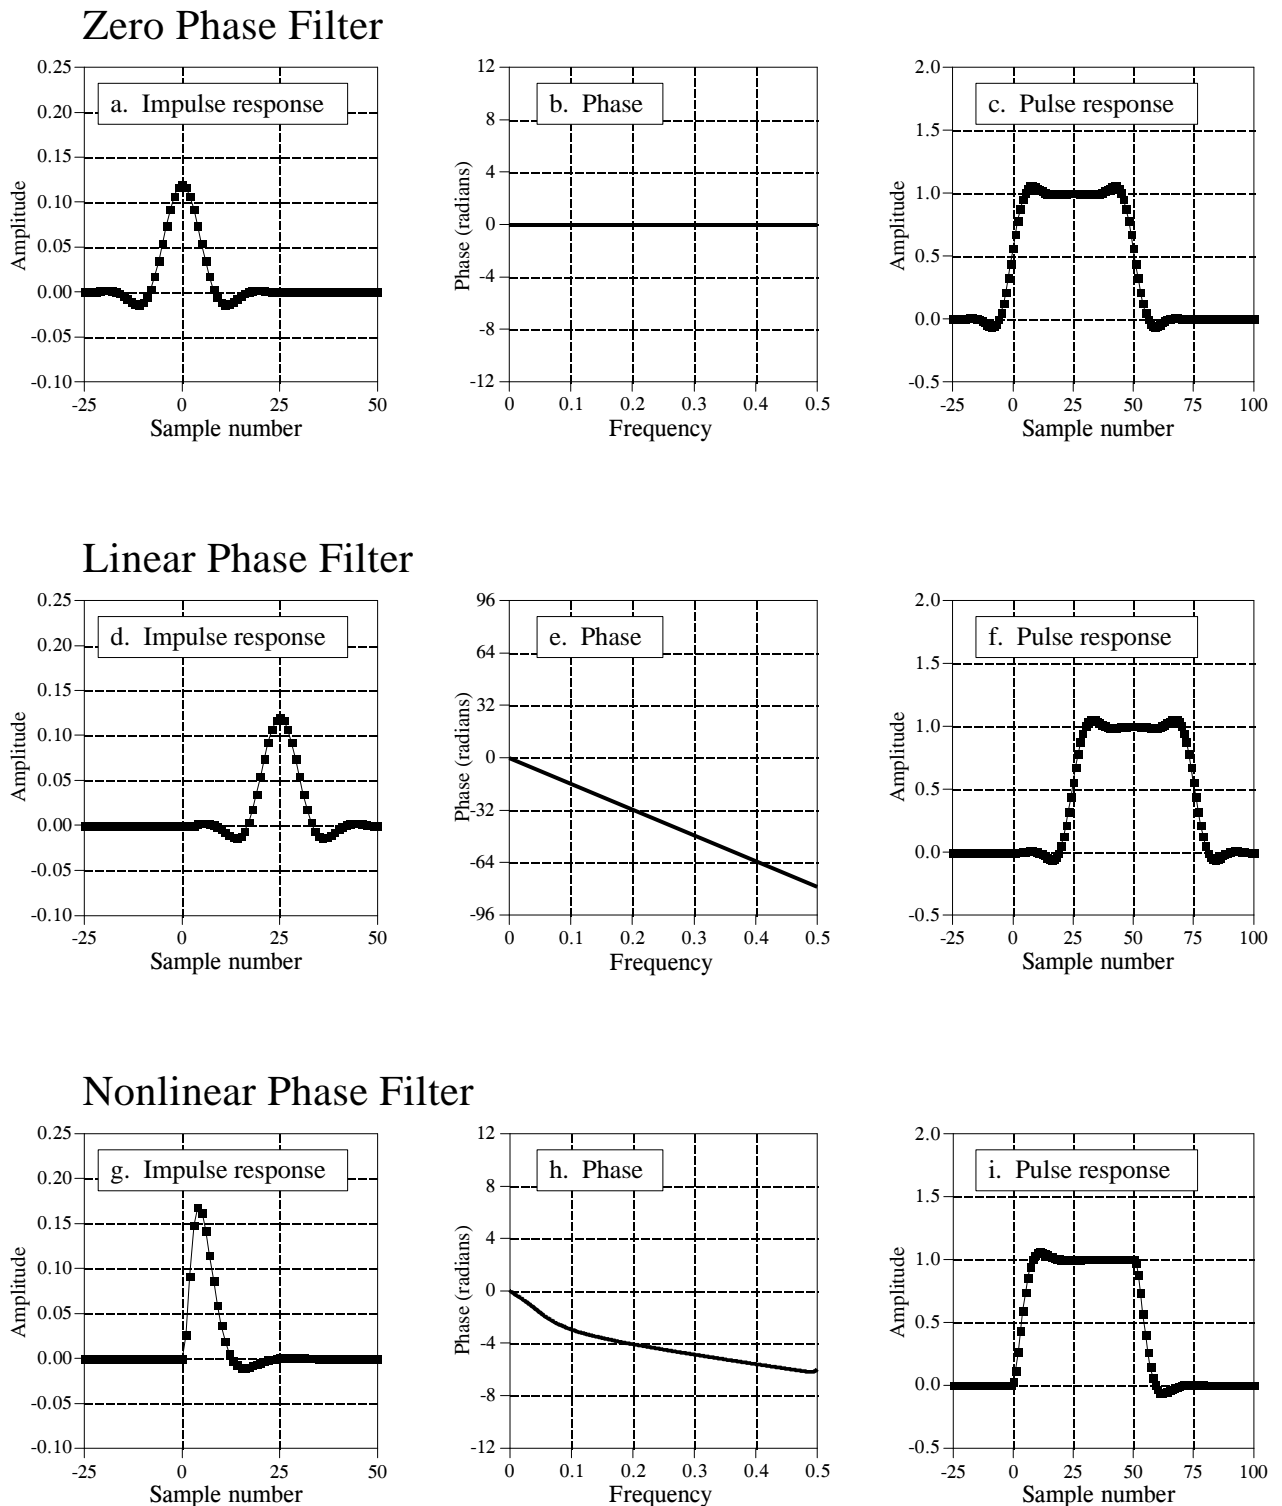 Zero Phase Filter
a. Impulse response
0.25
0.20
0.15
0.10
0.05
0.00
-0.05
-0.10
Amplitude
-25 0 25 50
Sample number
b. Phase
12
8
4
0
-4
-8
-12
Phase (radians)
0 0.1 0.2 0.3 0.4 0.5
Frequency
c. Pulse response
2.0
1.5
1.0
0.5
0.0
-0.5
Amplitude
-25 0 25 50 75 100
Sample number
Linear Phase Filter
d. Impulse response
0.25
0.20
0.15
0.10
0.05
0.00
-0.05
-0.10
Amplitude
-25 0 25 50
Sample number
e. Phase
96
64
32
0
-32
-64
-96
Phase (radians)
0 0.1 0.2 0.3 0.4 0.5
Frequency
f. Pulse response
2.0
1.5
1.0
0.5
0.0
-0.5
Amplitude
-25 0 25 50 75 100
Sample number
Nonlinear Phase Filter
g. Impulse response
0.25
0.20
0.15
0.10
0.05
0.00
-0.05
-0.10
Amplitude
-25 0 25 50
Sample number
h. Phase
12
8
4
0
-4
-8
-12
Phase (radians)
0 0.1 0.2 0.3 0.4 0.5
Frequency
i. Pulse response
2.0
1.5
1.0
0.5
0.0
-0.5
Amplitude
-25 0 25 50 75 100
Sample number